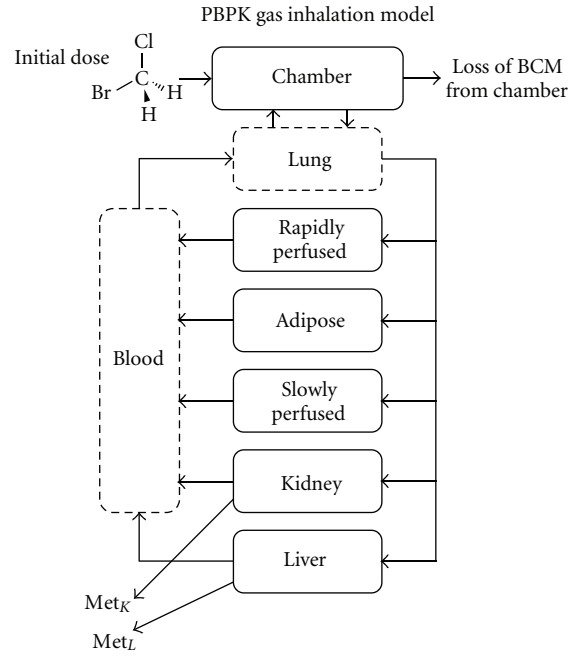 PBPK gas inhalation model
Initial dose
Cl
Br
C
H
H
Chamber
Loss of BCM
from chamber
Lung
Rapidly
perfused
Adipose
Blood
Slowly
perfused
Kidney
Liver
Met_K
Met_L